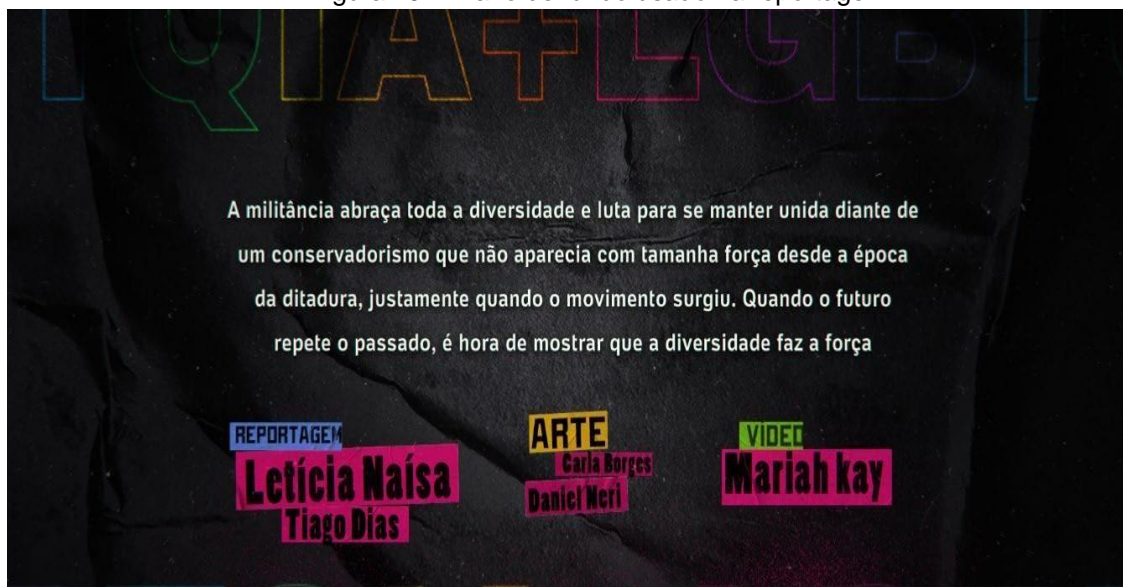 QIA+LGBT
A militância abraça toda a diversidade e luta para se manter unida diante de
um conservadorismo que não aparecia com tamanha força desde a época
da ditadura, justamente quando o movimento surgiu. Quando o futuro
repete o passado, é hora de mostrar que a diversidade faz a força
REPORTAGEM
Letícia Naísa
Tiago Dias
ARTE
Carla Borges
Daniel Neri
VÍDEO
Mariah kay